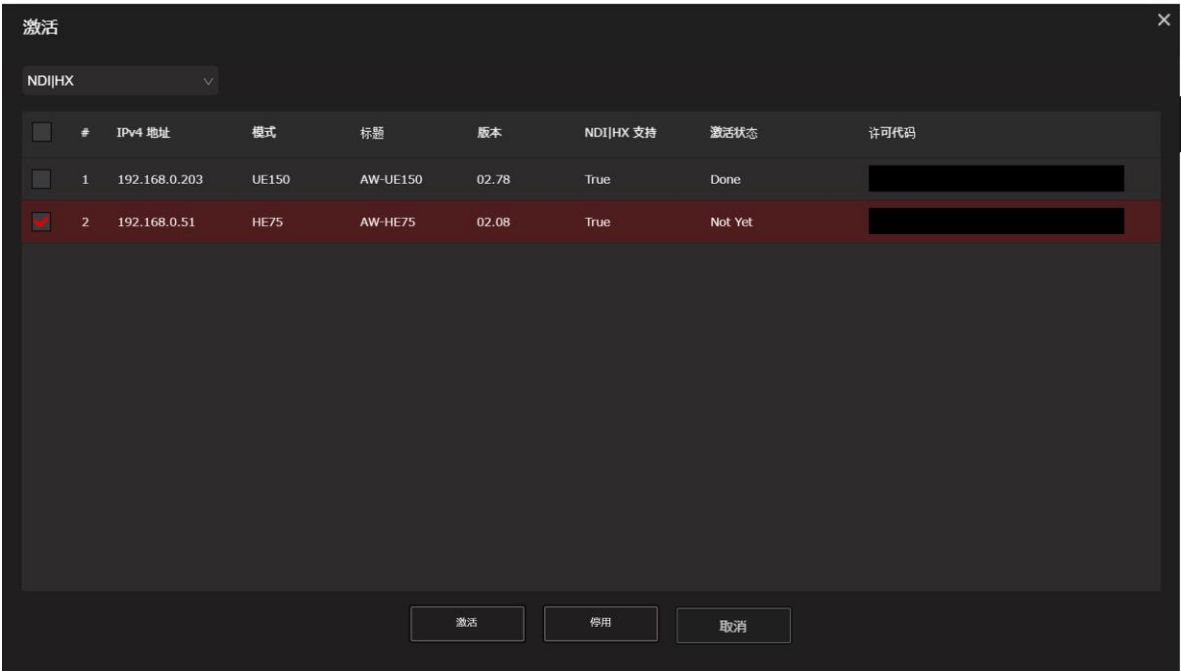 激活
NDI|HX
# IPv4 地址 模式 标题 版本 NDI|HX 支持 激活状态 许可代码
1 192.168.0.203 UE150 AW-UE150 02.78 True Done
2 192.168.0.51 HE75 AW-HE75 02.08 True Not Yet
激活 停用 取消